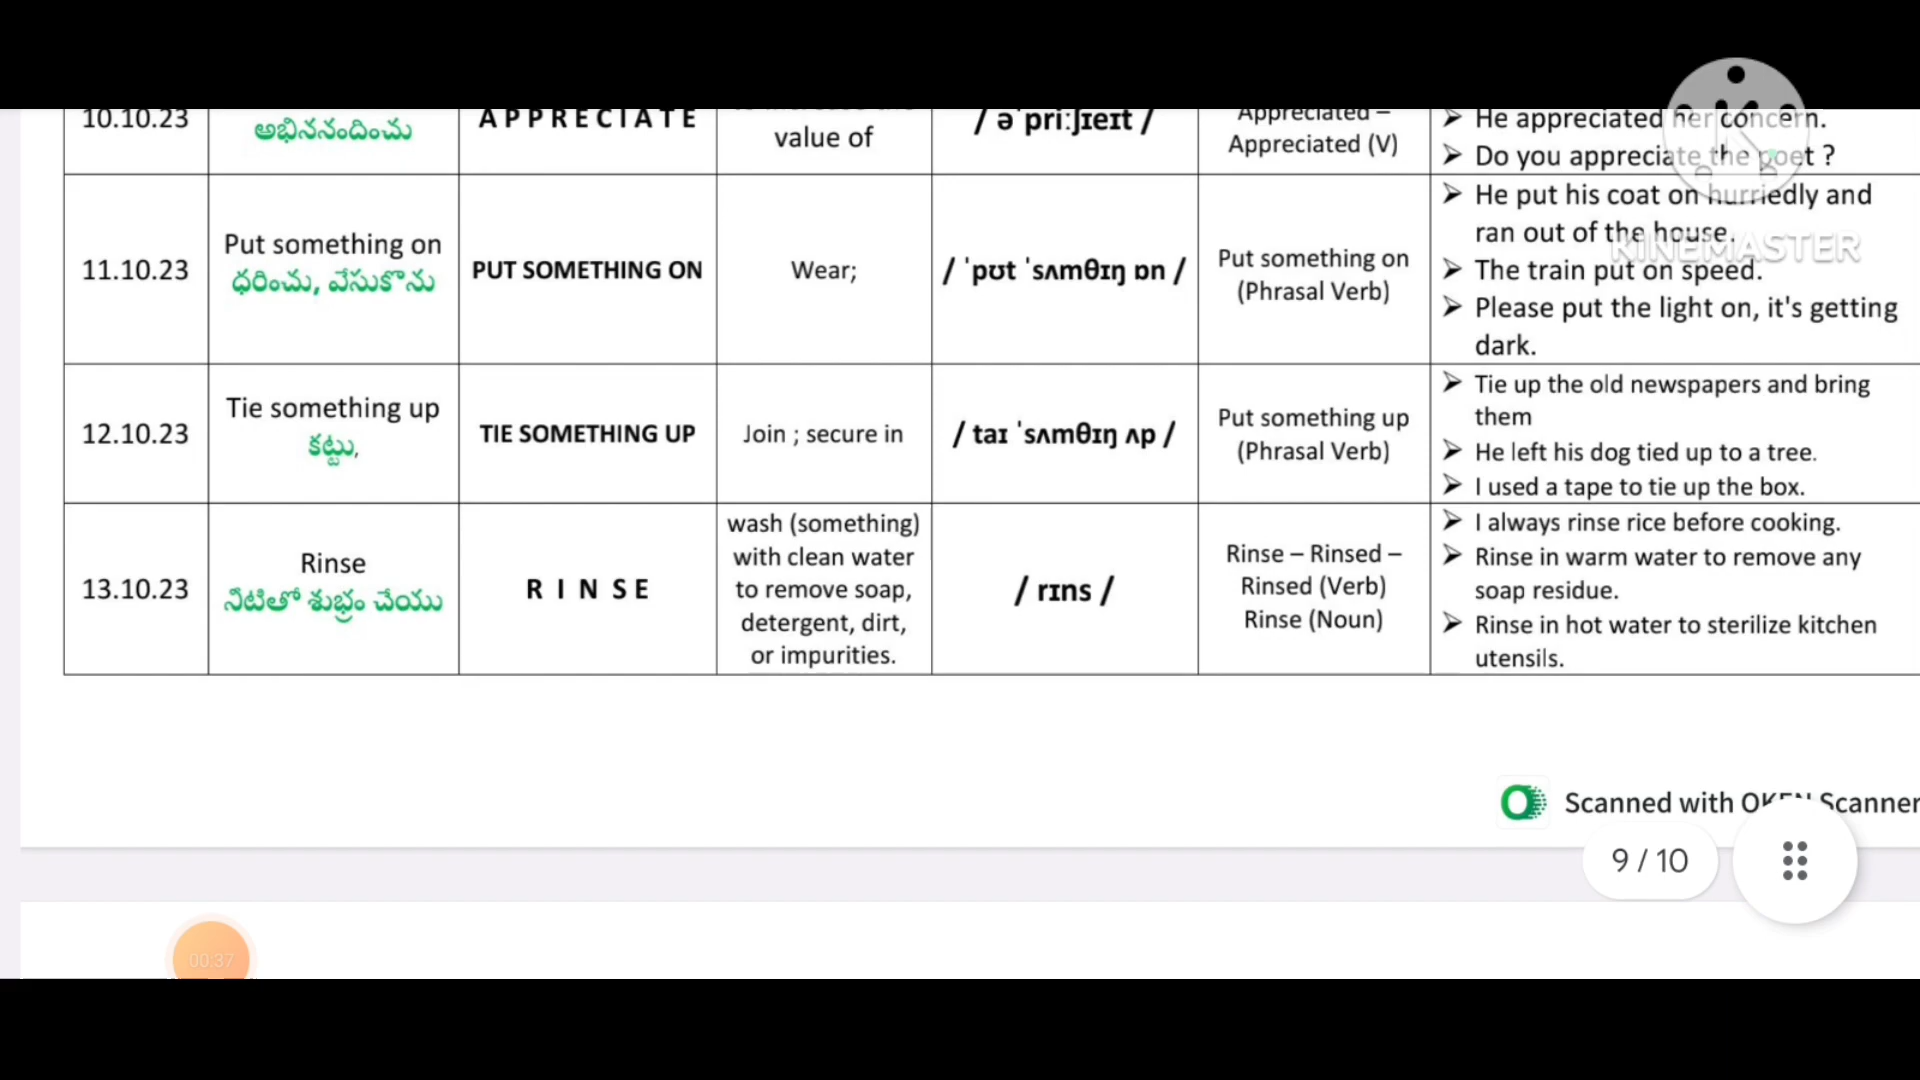 10.10.23
అభిననందించు
APPRECIATE
value of
/ əˈpriːʃieɪt /
Appreciated –
Appreciated (V)
➢ He appreciated her concern.
➢ Do you appreciate the poet ?
11.10.23
Put something on
ధరించు, వేసుకొను
PUT SOMETHING ON
Wear;
/ ˈpʊt ˈsʌmθɪŋ ɒn /
Put something on
(Phrasal Verb)
➢ He put his coat on hurriedly and
ran out of the house.
➢ The train put on speed.
➢ Please put the light on, it's getting
dark.
KINEMASTER
12.10.23
Tie something up
కట్టు,
TIE SOMETHING UP
Join ; secure in
/ taɪ ˈsʌmθɪŋ ʌp /
Put something up
(Phrasal Verb)
➢ Tie up the old newspapers and bring
them
➢ He left his dog tied up to a tree.
➢ I used a tape to tie up the box.
13.10.23
Rinse
నీటితో శుభ్రం చేయు
R I N S E
wash (something)
with clean water
to remove soap,
detergent, dirt,
or impurities.
/ rɪns /
Rinse – Rinsed –
Rinsed (Verb)
Rinse (Noun)
➢ I always rinse rice before cooking.
➢ Rinse in warm water to remove any
soap residue.
➢ Rinse in hot water to sterilize kitchen
utensils.
Scanned with OKEN Scanner
9 / 10
00:37